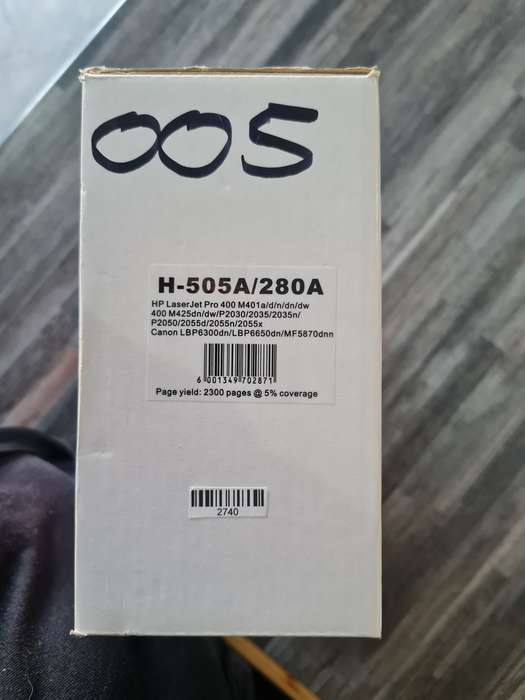 005
H-505A/280A
HP LaserJet Pro 400 M401a/d/n/dn/dw
400 M425dn/dw/P2030/2035/2035n/
P2050/2055d/2055n/2055x
Canon LBP6300dn/LBP6650dn/MF5870dnn
6 001349 702871
Page yield: 2300 pages @ 5% coverage
2740